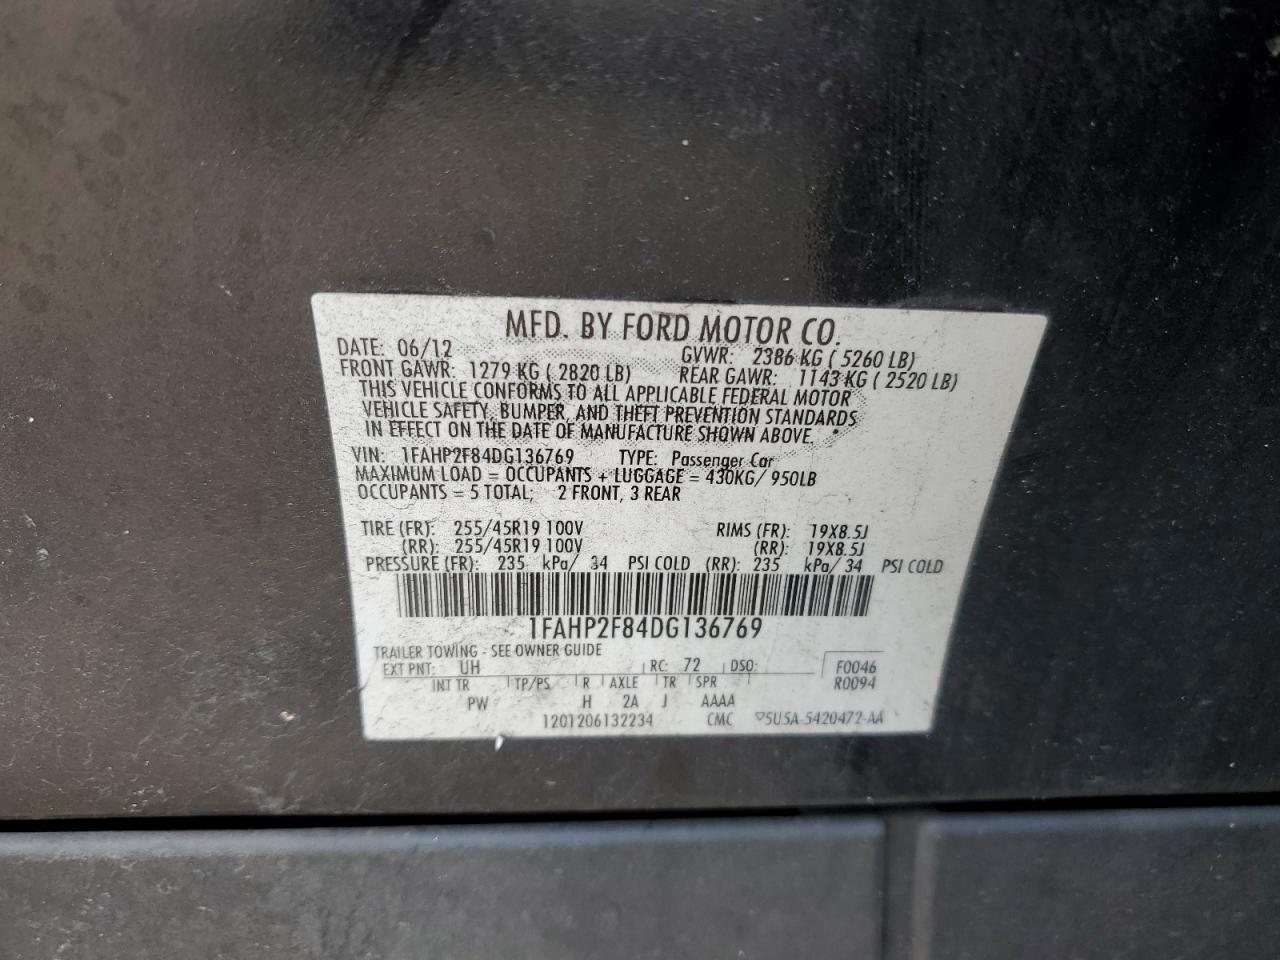 MFD. BY FORD MOTOR CO.
DATE: 06/12 GVWR: 2386 KG ( 5260 LB)
FRONT GAWR: 1279 KG ( 2820 LB) REAR GAWR: 1143 KG ( 2520 LB)
THIS VEHICLE CONFORMS TO ALL APPLICABLE FEDERAL MOTOR
VEHICLE SAFETY, BUMPER, AND THEFT PREVENTION STANDARDS
IN EFFECT ON THE DATE OF MANUFACTURE SHOWN ABOVE.
VIN: 1FAHP2F84DG136769 TYPE: Passenger Car
MAXIMUM LOAD = OCCUPANTS + LUGGAGE = 430KG/ 950LB
OCCUPANTS = 5 TOTAL; 2 FRONT, 3 REAR
TIRE (FR): 255/45R19 100V RIMS (FR): 19X8.5J
(RR): 255/45R19 100V (RR): 19X8.5J
PRESSURE (FR): 235 kPa/ 34 PSI COLD (RR): 235 kPa/ 34 PSI COLD
1FAHP2F84DG136769
TRAILER TOWING - SEE OWNER GUIDE
EXT PNT: UH RC: 72 DSO: F0046
INT TR TP/PS R AXLE TR SPR R0094
PW H 2A J AAAA
1201206132234 CMC 5U5A-5420472-AA